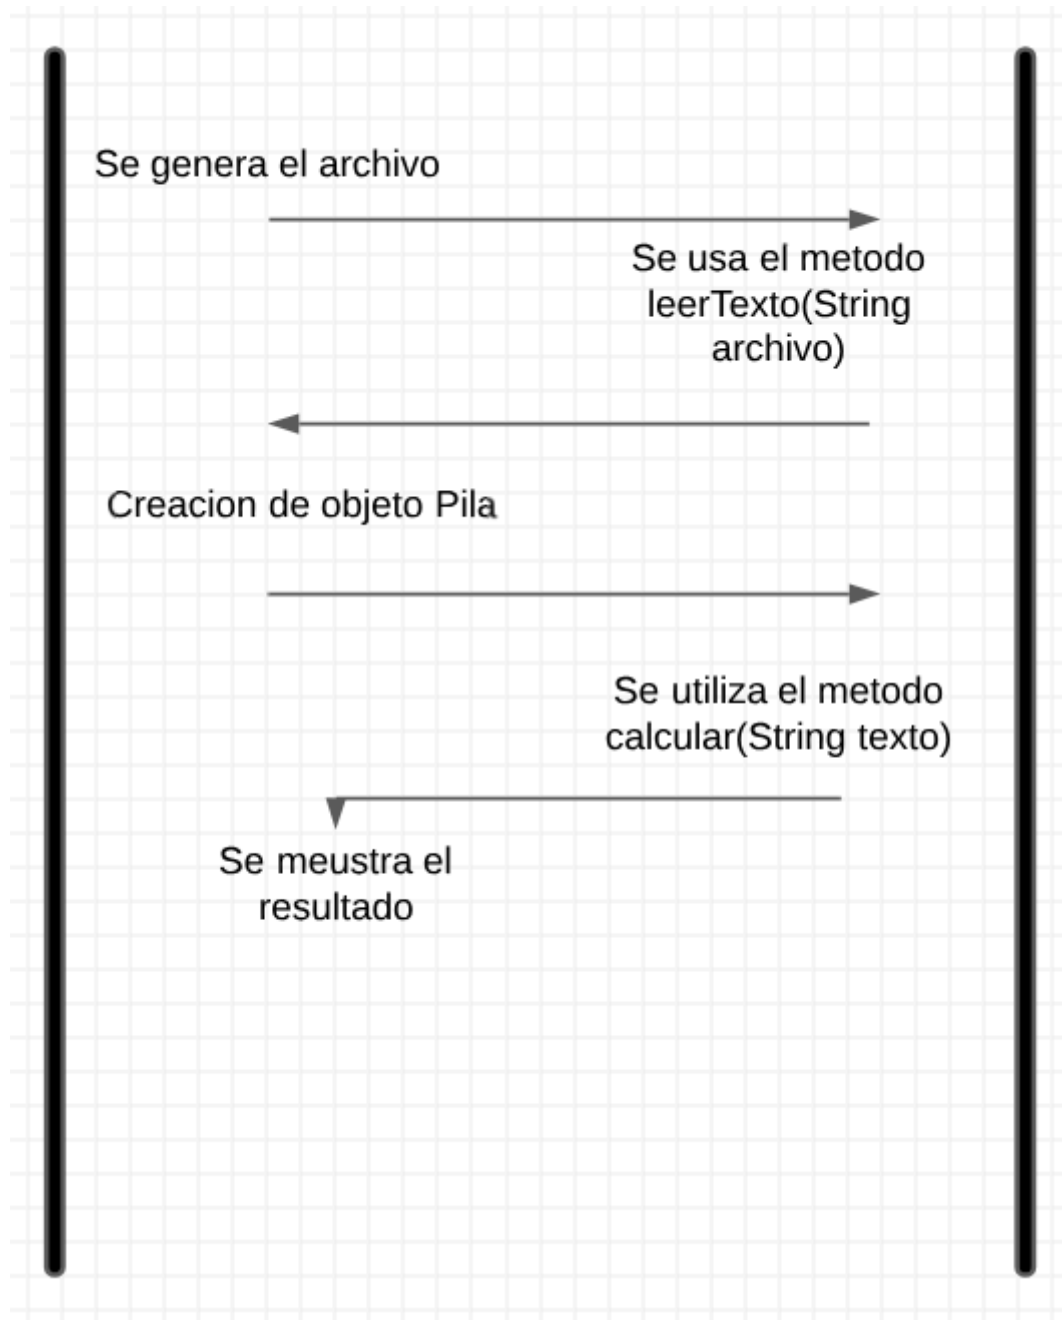 Se genera el archivo
Se usa el metodo
leerTexto(String
archivo)
Creacion de objeto Pila
Se utiliza el metodo
calcular(String texto)
Se meustra el
resultado